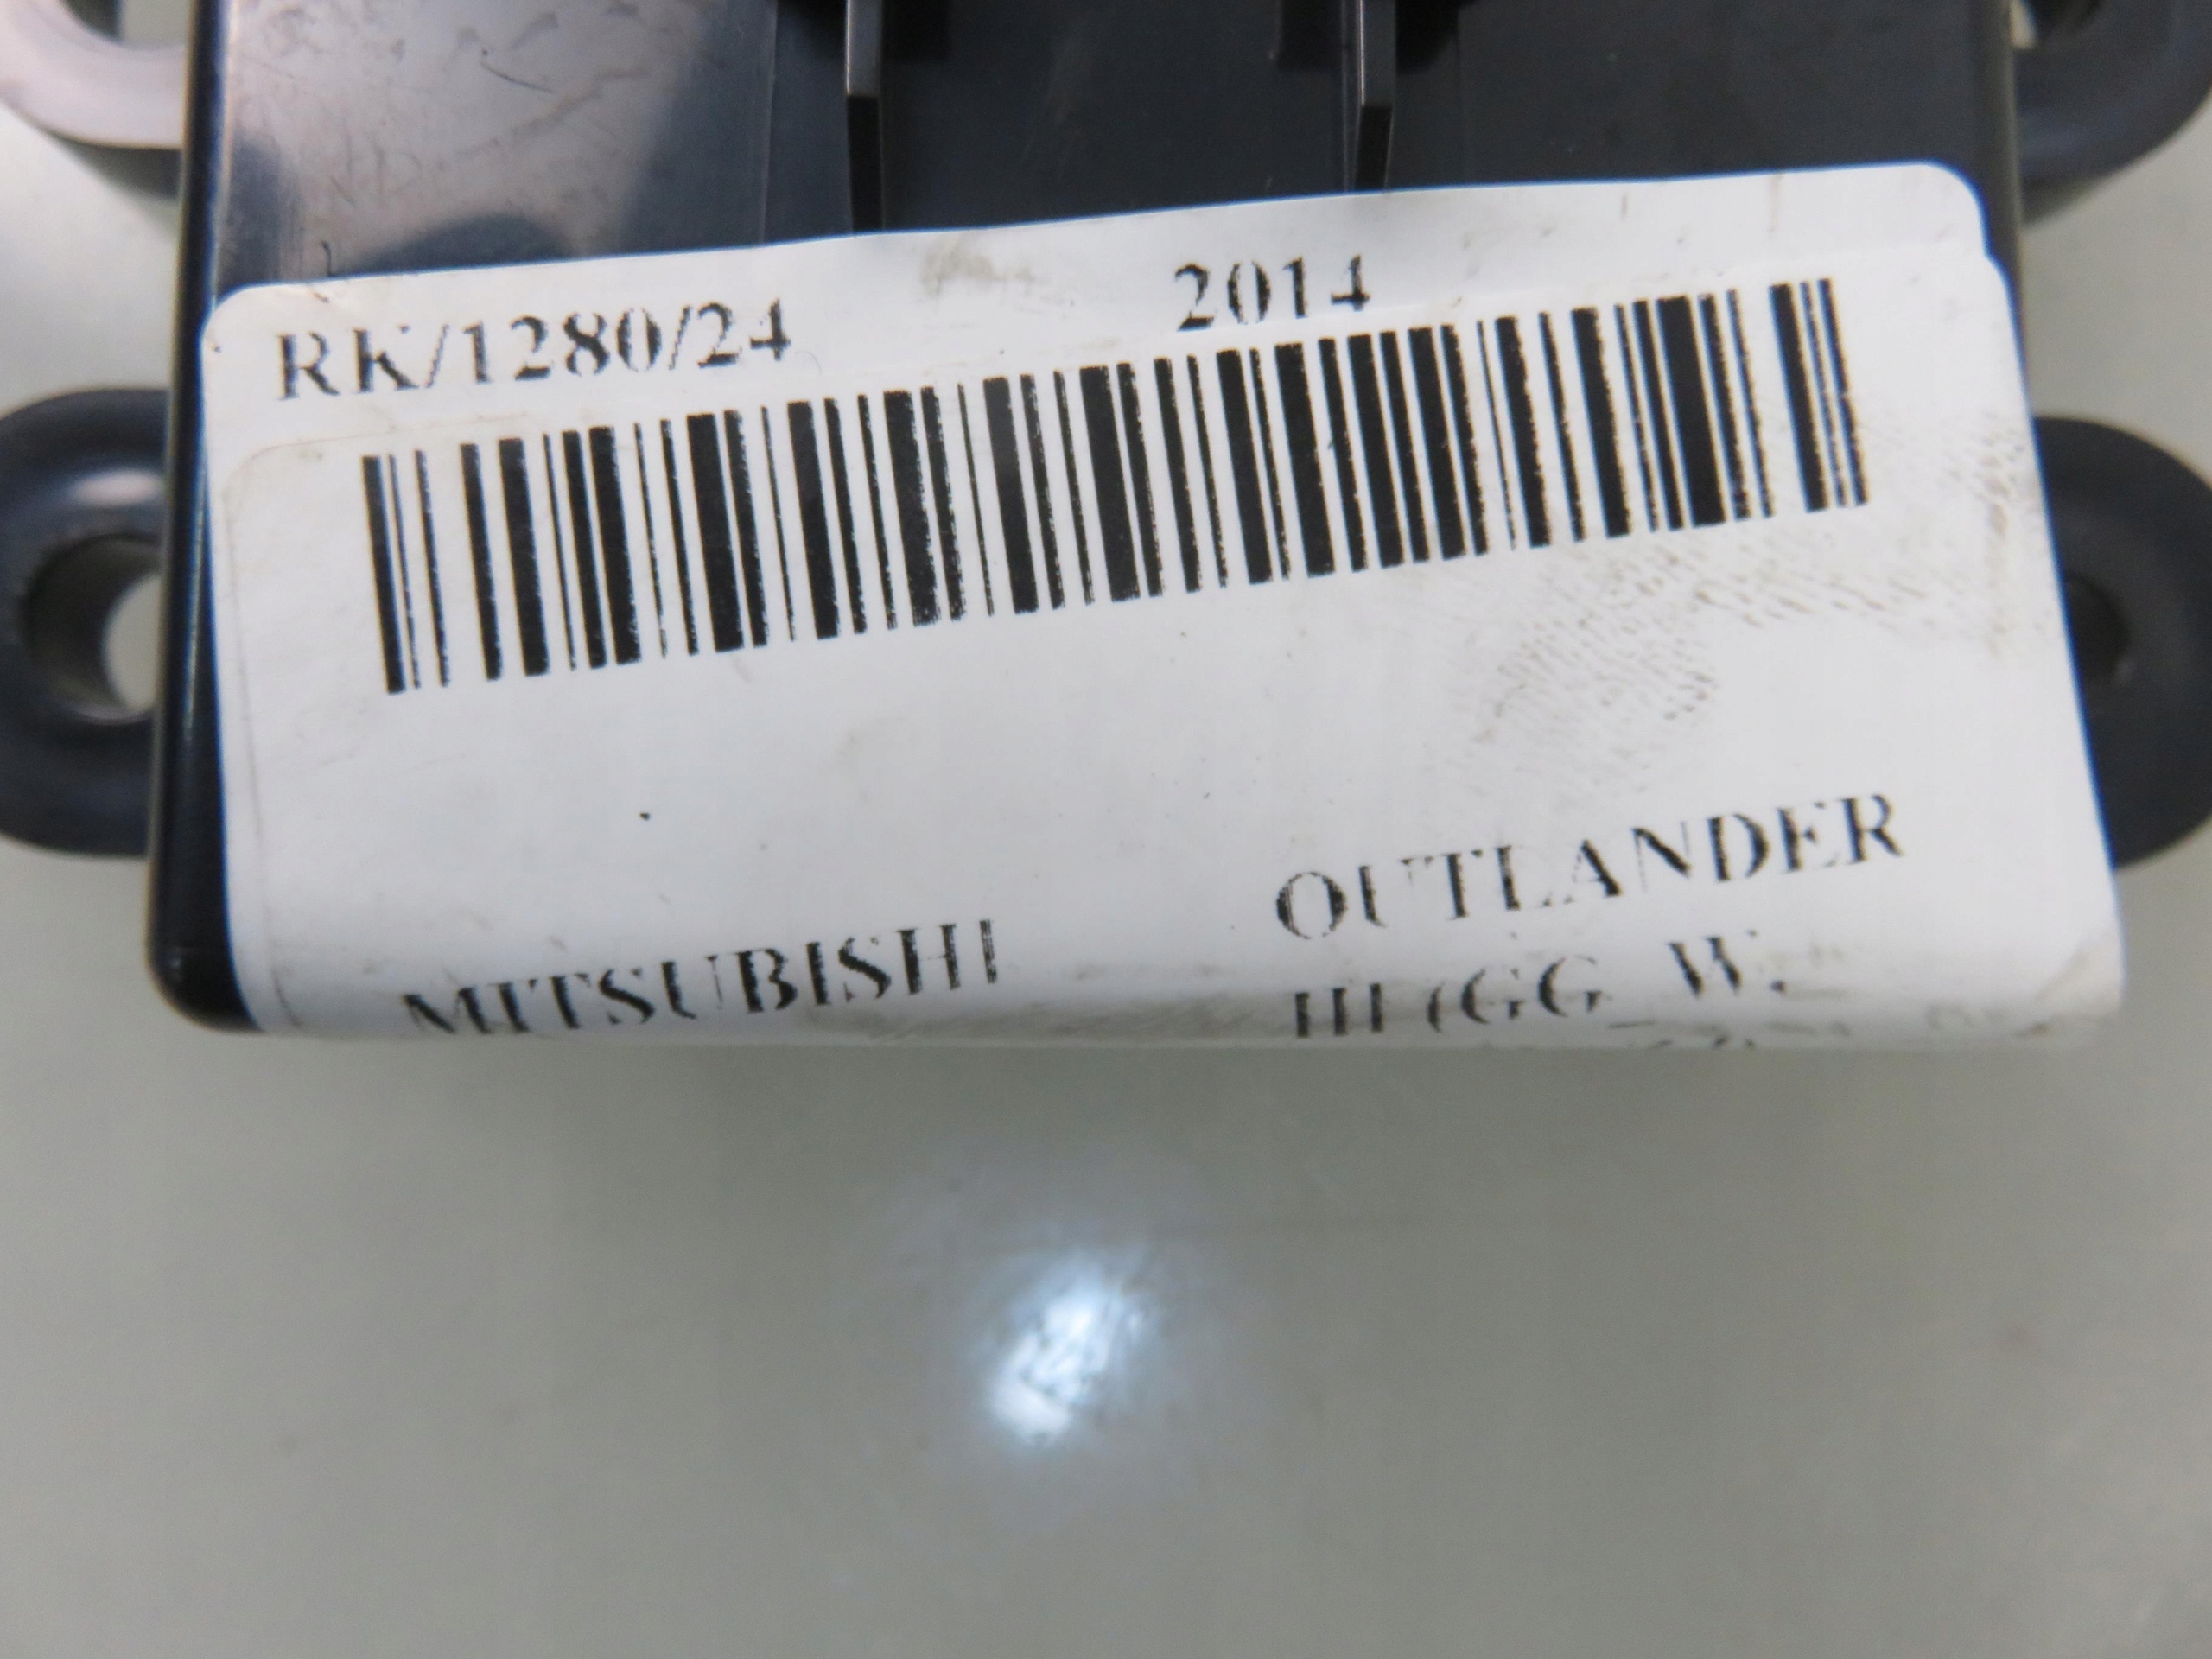 RK/1280/24 2014
MITSUBISHI OUTLANDER
III (GG_W,